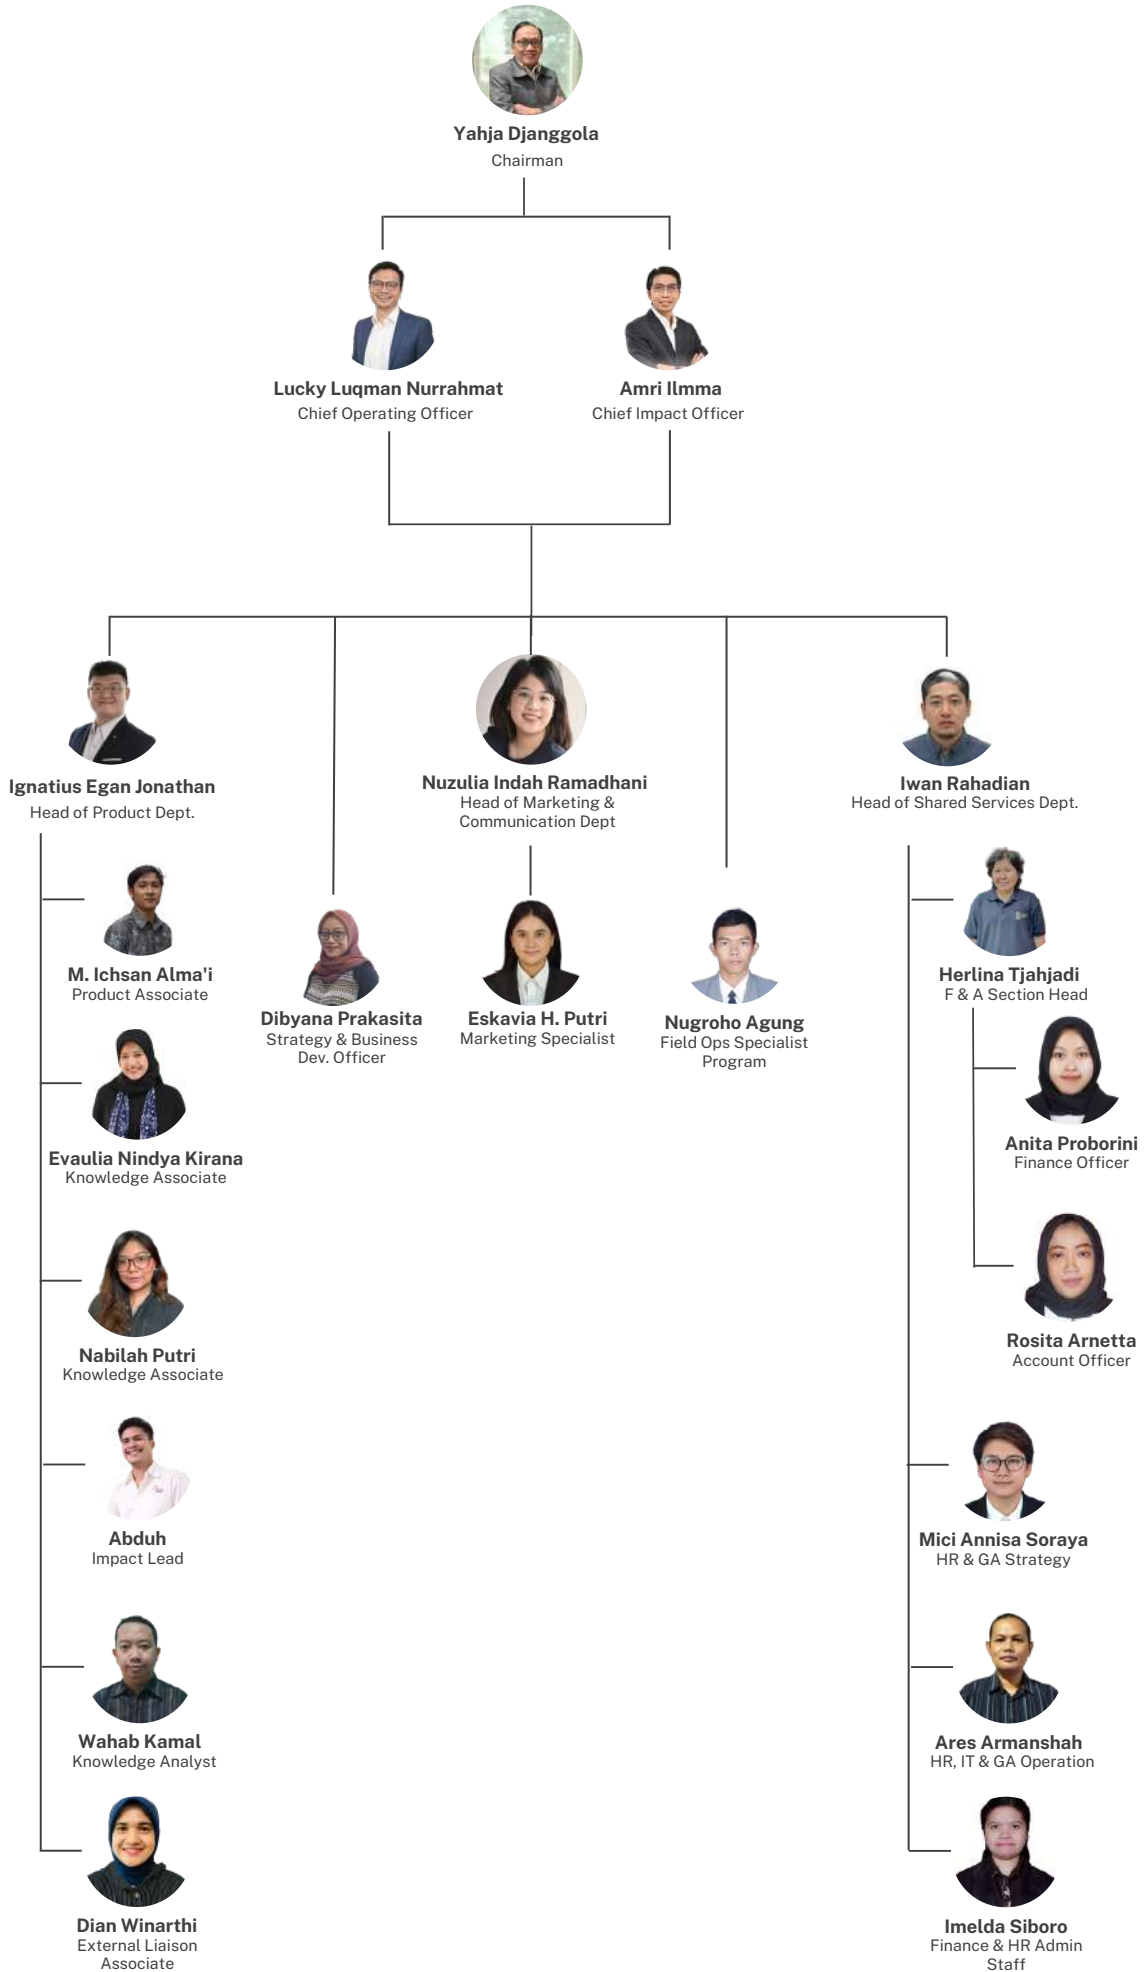 Yahja Djanggola
Chairman
Lucky Luqman Nurrahmat
Chief Operating Officer
Amri Ilmma
Chief Impact Officer
Ignatius Egan Jonathan
Head of Product Dept.
Nuzulia Indah Ramadhani
Head of Marketing &
Communication Dept
Iwan Rahadian
Head of Shared Services Dept.
M. Ichsan Alma'i
Product Associate
Evaulia Nindya Kirana
Knowledge Associate
Nabilah Putri
Knowledge Associate
Abduh
Impact Lead
Wahab Kamal
Knowledge Analyst
Dian Winarthi
External Liaison
Associate
Dibyana Prakasita
Strategy & Business
Dev. Officer
Eskavia H. Putri
Marketing Specialist
Nugroho Agung
Field Ops Specialist
Program
Herlina Tjahjadi
F & A Section Head
Anita Proborini
Finance Officer
Rosita Arnetta
Account Officer
Mici Annisa Soraya
HR & GA Strategy
Ares Armanshah
HR, IT & GA Operation
Imelda Siboro
Finance & HR Admin
Staff